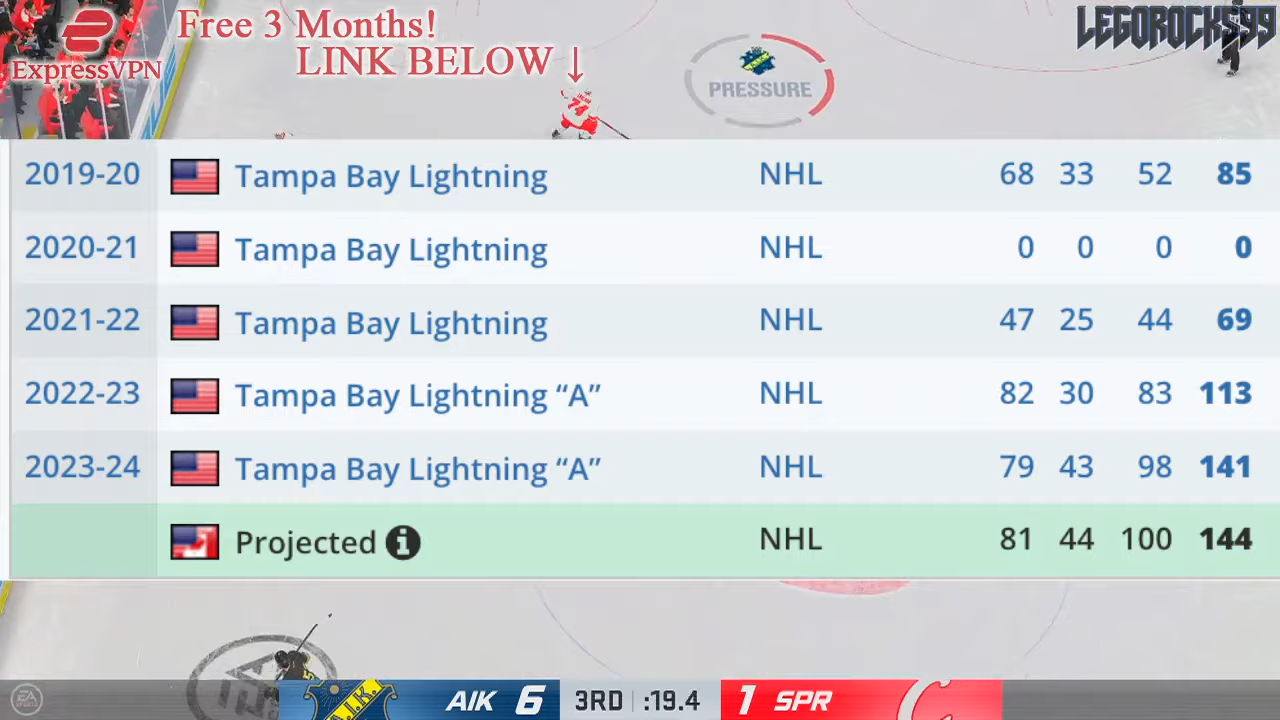 ExpressVPN
Free 3 Months!
LINK BELOW ↓
LEGOROCKS99
PRESSURE
74
2019-20 Tampa Bay Lightning NHL 68 33 52 85
2020-21 Tampa Bay Lightning NHL 0 0 0 0
2021-22 Tampa Bay Lightning NHL 47 25 44 69
2022-23 Tampa Bay Lightning “A” NHL 82 30 83 113
2023-24 Tampa Bay Lightning “A” NHL 79 43 98 141
Projected i NHL 81 44 100 144
EA
SPORTS
A.I.K.
AIK 6 3RD :19.4 1 SPR